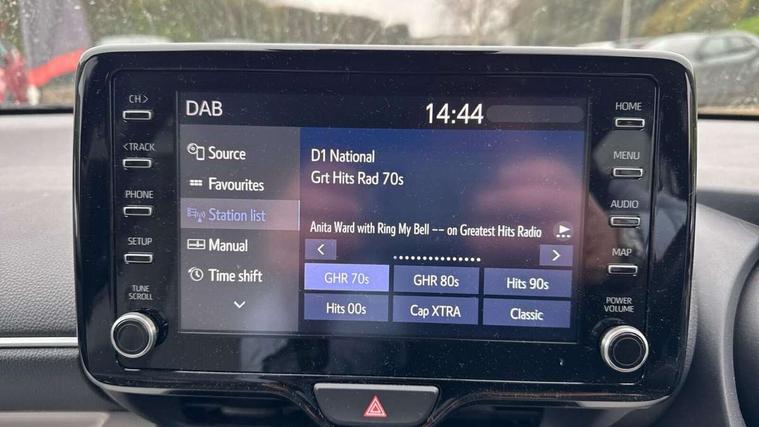 DAB
14:44
CH>
<TRACK
PHONE
SETUP
TUNE
SCROLL
Source
Favourites
Station list
Manual
Time shift
D1 National
Grt Hits Rad 70s
Anita Ward with Ring My Bell -- on Greatest Hits Radio
GHR 70s
GHR 80s
Hits 90s
Hits 00s
Cap XTRA
Classic
HOME
MENU
AUDIO
MAP
POWER
VOLUME